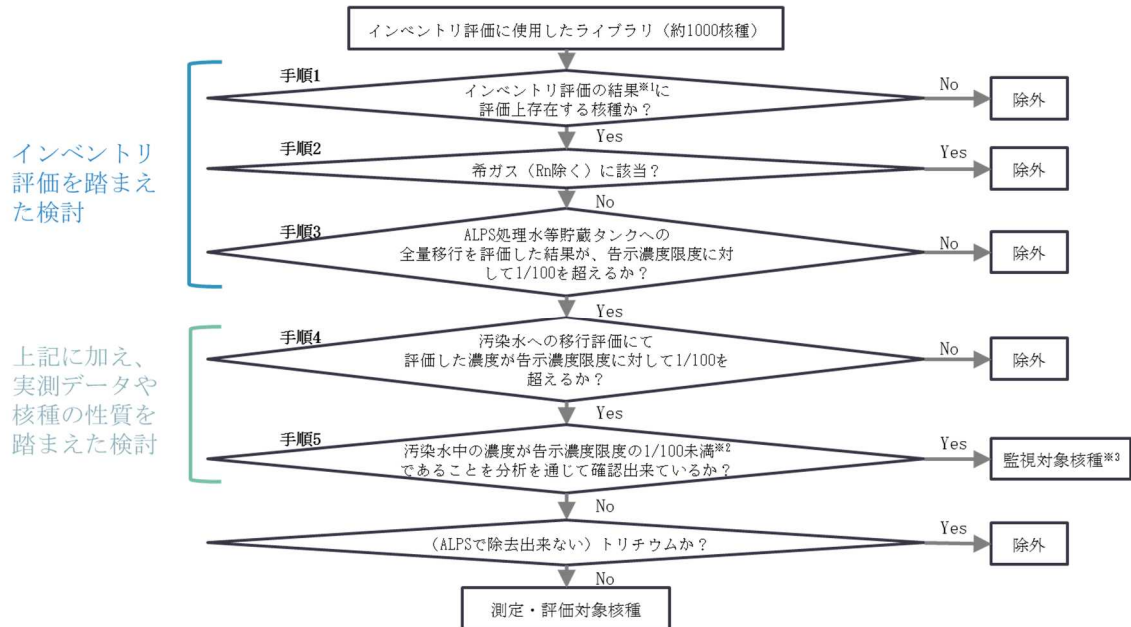 インベントリ評価に使用したライブラリ（約1000核種）
手順1
インベントリ評価の結果※1に
評価上存在する核種か？
No
除外
Yes
インベントリ
評価を踏まえ
た検討
手順2
希ガス（Rn除く）に該当？
Yes
除外
No
手順3
ALPS処理水等貯蔵タンクへの
全量移行を評価した結果が、告示濃度限度に対
して1/100を超えるか？
No
除外
Yes
上記に加え、
実測データや
核種の性質を
踏まえた検討
手順4
汚染水への移行評価にて
評価した濃度が告示濃度限度に対して1/100を
超えるか？
No
除外
Yes
手順5
汚染水中の濃度が告示濃度限度の1/100未満※2
であることを分析を通じて確認出来ているか？
Yes
監視対象核種※3
No
（ALPSで除去出来ない）トリチウムか？
Yes
除外
No
測定・評価対象核種